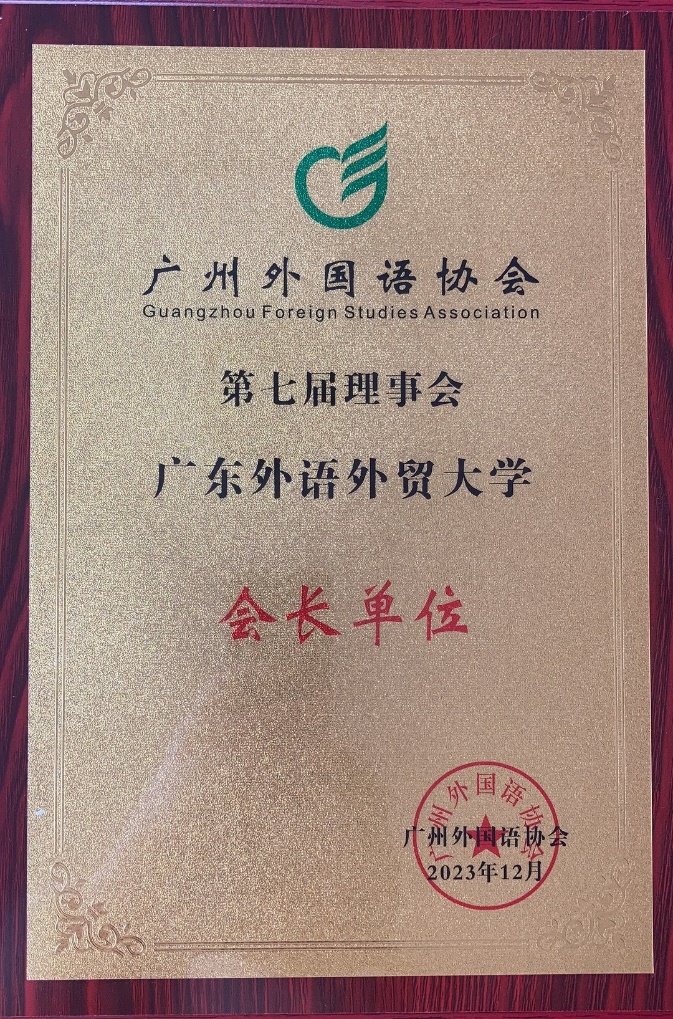 广州外国语协会
Guangzhou Foreign Studies Association
第七届理事会
广东外语外贸大学
会长单位
广州外国语协会
广州外国语协会
2023年12月